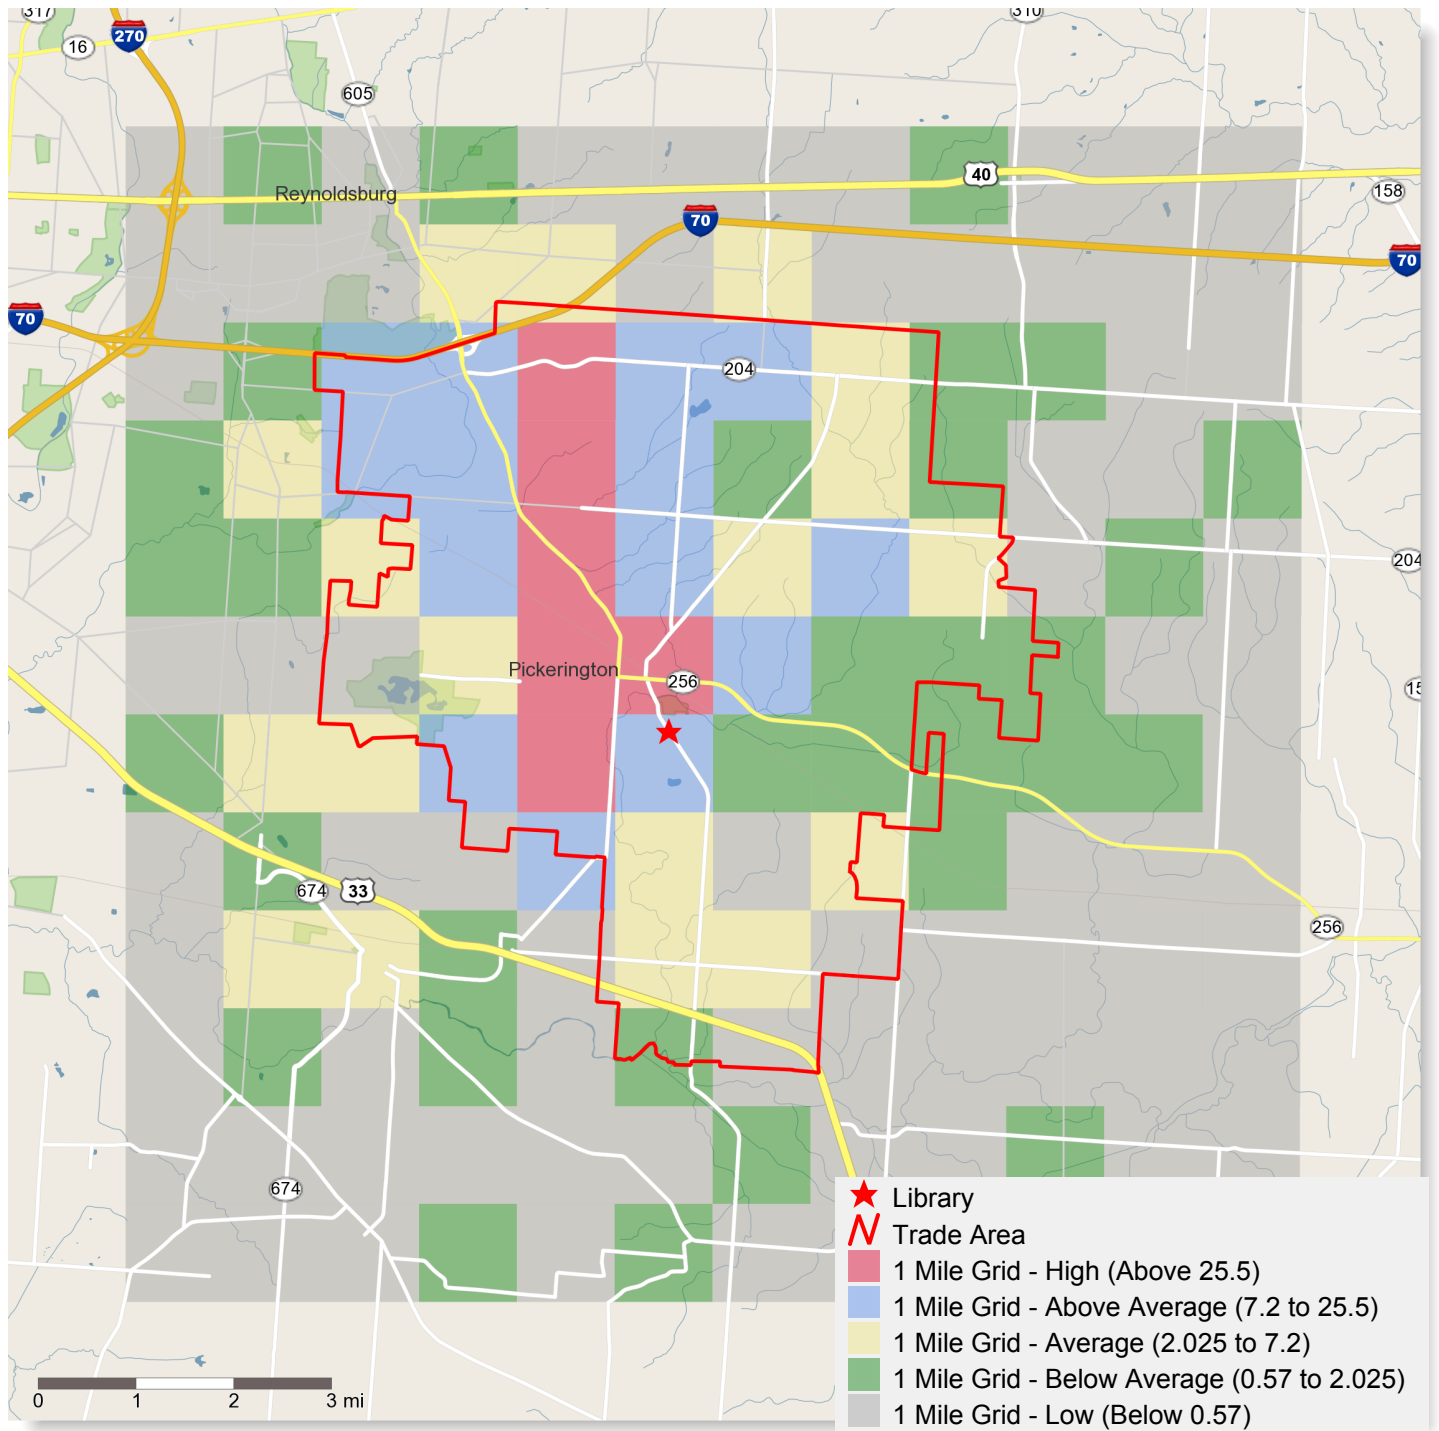 317
310
270
16
605
40
158
Reynoldsburg
70
70
70
204
204
Pickerington
256
15
674
33
256
674
Library
Trade Area
1 Mile Grid - High (Above 25.5)
1 Mile Grid - Above Average (7.2 to 25.5)
1 Mile Grid - Average (2.025 to 7.2)
1 Mile Grid - Below Average (0.57 to 2.025)
1 Mile Grid - Low (Below 0.57)
0 1 2 3 mi